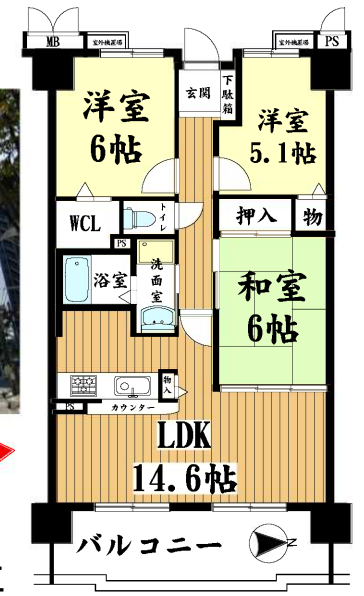 MB
室外機置場
室外機置場
PS
洋室
6帖
玄関
下駄箱
洋室
5.1帖
WCL
トイレ
押入
物
PS
浴室
洗面室
和室
6帖
物入
PS
カウンター
LDK
14.6帖
バルコニー
N